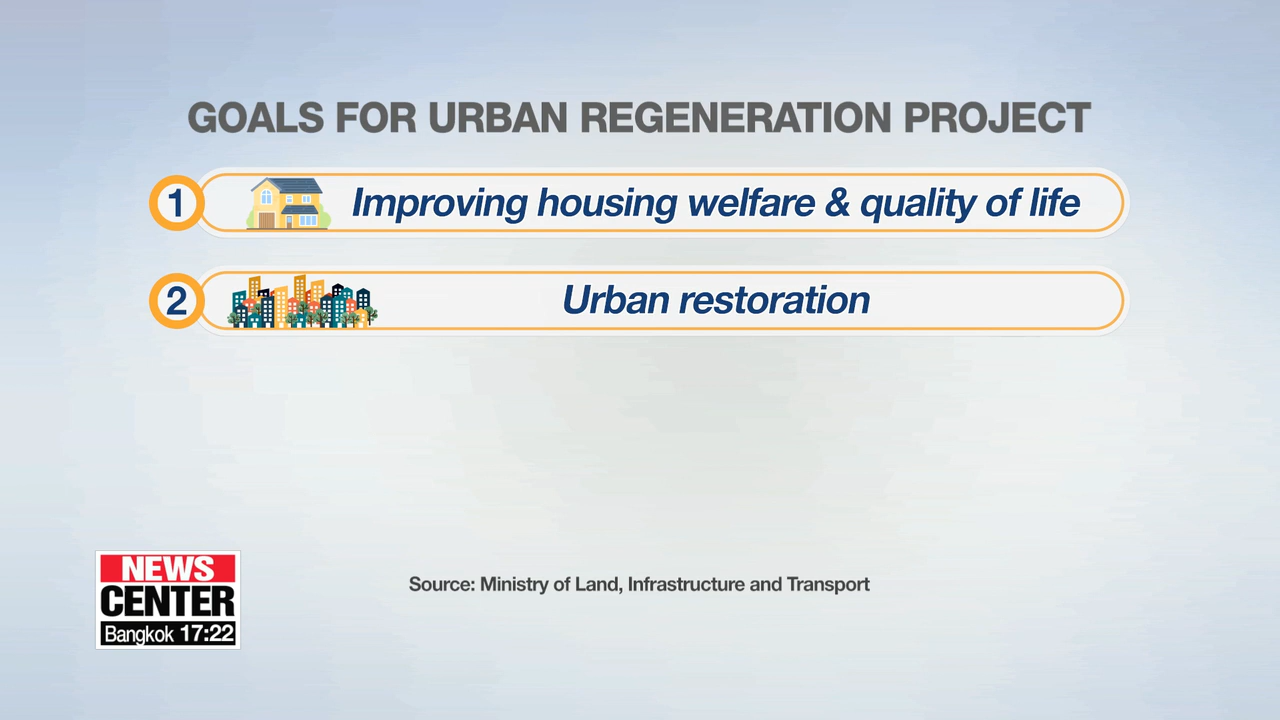 GOALS FOR URBAN REGENERATION PROJECT
1 Improving housing welfare & quality of life
2 Urban restoration
Source: Ministry of Land, Infrastructure and Transport
NEWS
CENTER
Bangkok 17:22